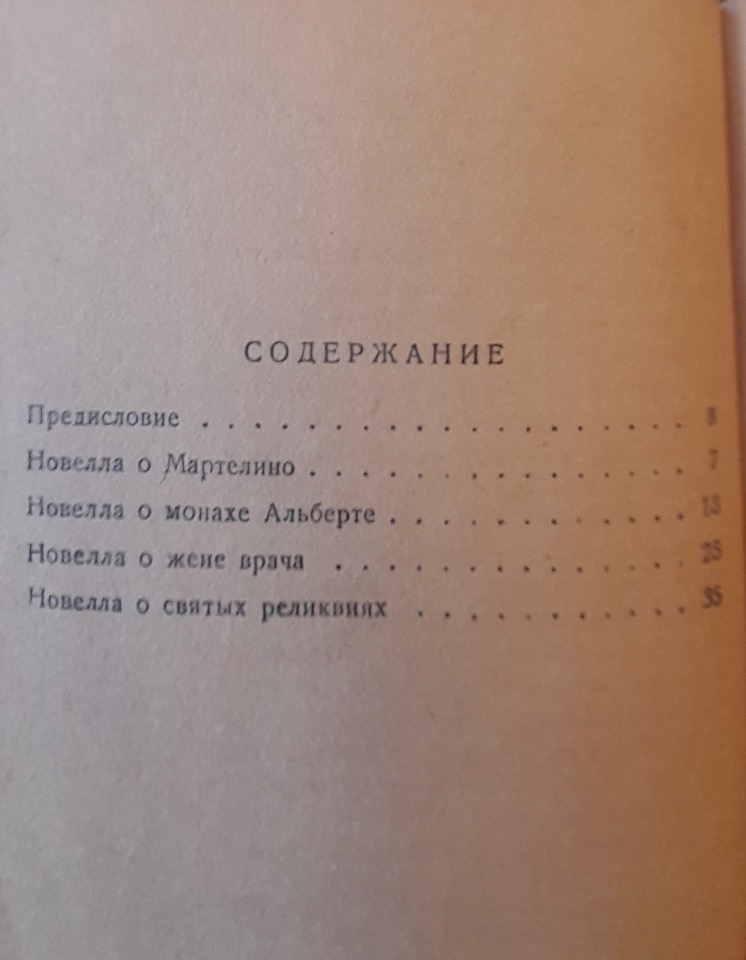 СОДЕРЖАНИЕ
Предисловие . . . . . . . . . . . . . . . . . . . 3
Новелла о Мартелино . . . . . . . . . . . . . . . 7
Новелла о монахе Альберте . . . . . . . . . . . . 13
Новелла о жене врача . . . . . . . . . . . . . . 25
Новелла о святых реликвиях . . . . . . . . . . . 35